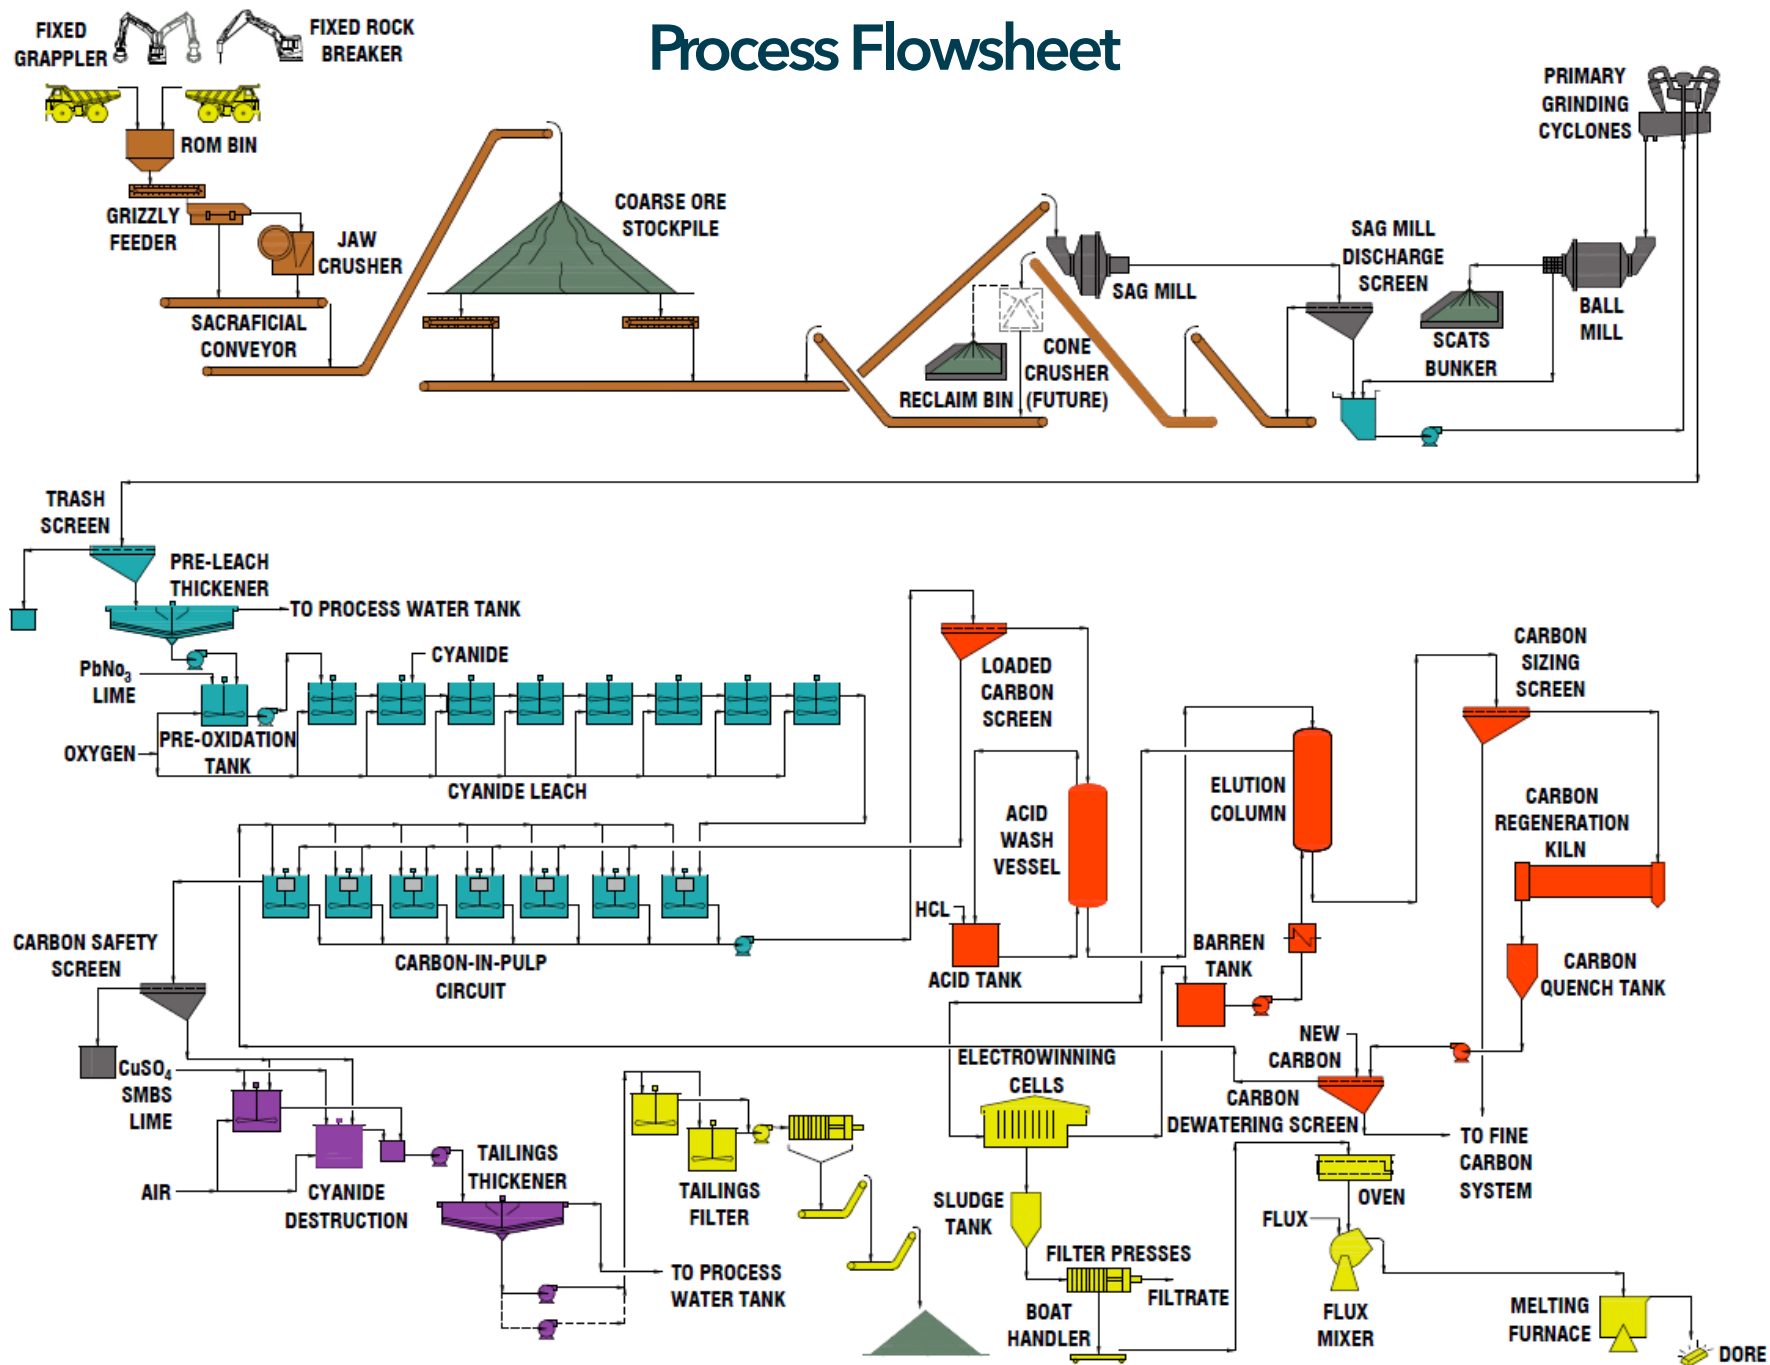 Process Flowsheet
FIXED
GRAPPLER
FIXED ROCK
BREAKER
ROM BIN
GRIZZLY
FEEDER
JAW
CRUSHER
SACRAFICIAL
CONVEYOR
COARSE ORE
STOCKPILE
RECLAIM BIN
CONE
CRUSHER
(FUTURE)
SAG MILL
SAG MILL
DISCHARGE
SCREEN
SCATS
BUNKER
BALL
MILL
PRIMARY
GRINDING
CYCLONES
TRASH
SCREEN
PRE-LEACH
THICKENER
TO PROCESS WATER TANK
PbNo₃
LIME
OXYGEN
PRE-OXIDATION
TANK
CYANIDE
CYANIDE LEACH
LOADED
CARBON
SCREEN
ACID
WASH
VESSEL
HCL
ACID TANK
ELUTION
COLUMN
BARREN
TANK
CARBON
SIZING
SCREEN
CARBON
REGENERATION
KILN
CARBON
QUENCH TANK
NEW
CARBON
CARBON
DEWATERING SCREEN
TO FINE
CARBON
SYSTEM
CARBON-IN-PULP
CIRCUIT
CARBON SAFETY
SCREEN
CuSO₄
SMBS
LIME
AIR
CYANIDE
DESTRUCTION
TAILINGS
THICKENER
TO PROCESS
WATER TANK
TAILINGS
FILTER
ELECTROWINNING
CELLS
SLUDGE
TANK
FILTER PRESSES
FILTRATE
BOAT
HANDLER
OVEN
FLUX
FLUX
MIXER
MELTING
FURNACE
DORE